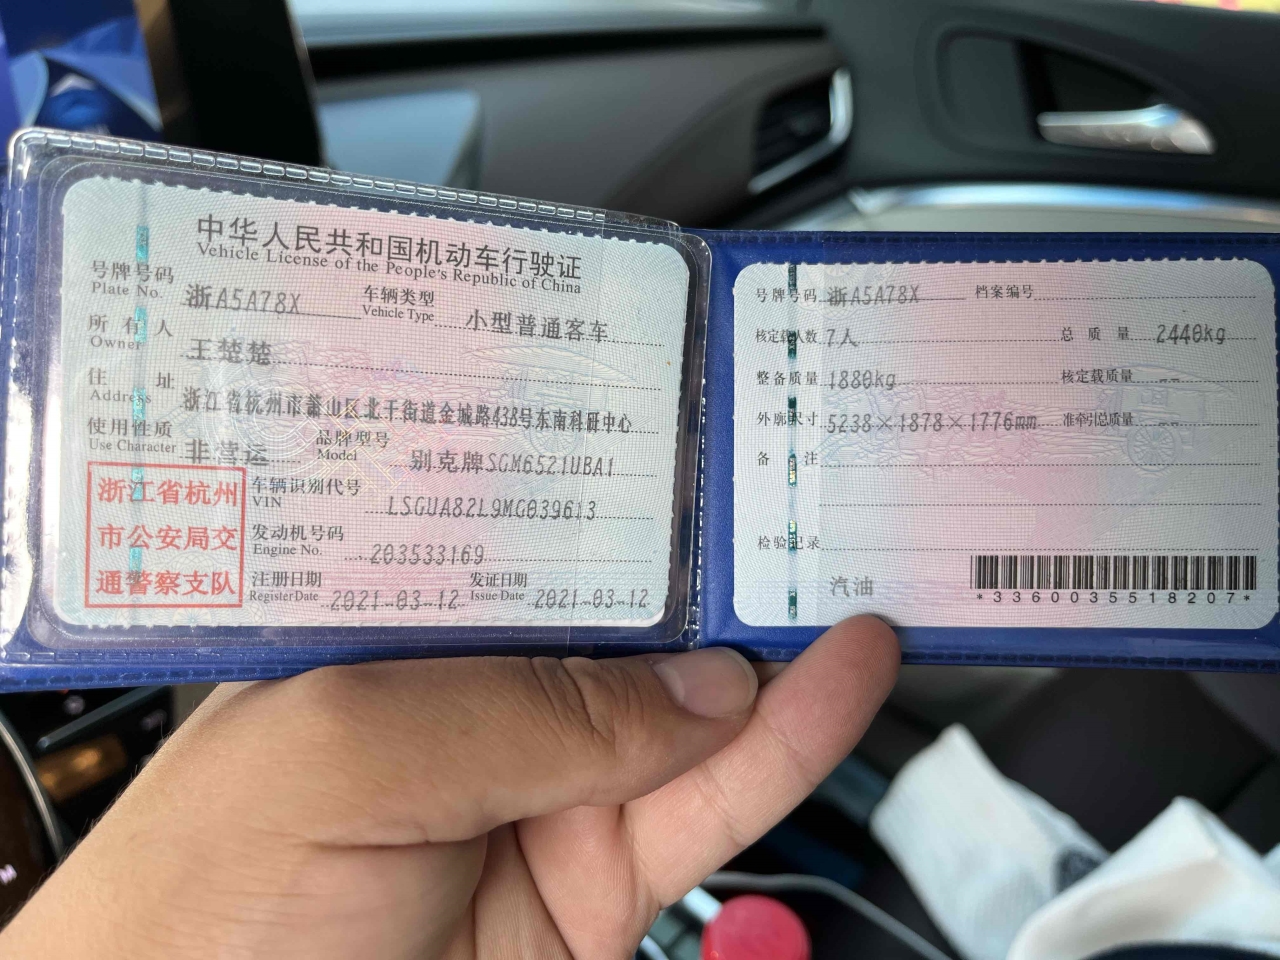 中华人民共和国机动车行驶证
Vehicle License of the People's Republic of China
号牌号码 浙A5A78X 车辆类型 小型普通客车
Plate No. Vehicle Type
所有人 王楚楚
Owner
住址 浙江省杭州市萧山区北干街道金城路438号东南科研中心
Address
使用性质 非营运 品牌型号 别克牌SGM6521UBA1
Use Character Model
浙江省杭州
市公安局交
通警察支队
车辆识别代号 LSGUA82L9MG039613
VIN
发动机号码 203533169
Engine No.
注册日期 2021-03-12 发证日期 2021-03-12
Register Date Issue Date
号牌号码 浙A5A78X 档案编号
核定载人数 7人 总质量 2440kg
整备质量 1880kg 核定载质量 --
外廓尺寸 5238×1878×1776mm 准牵引总质量 --
备注
检验记录
汽油
*3360035518207*